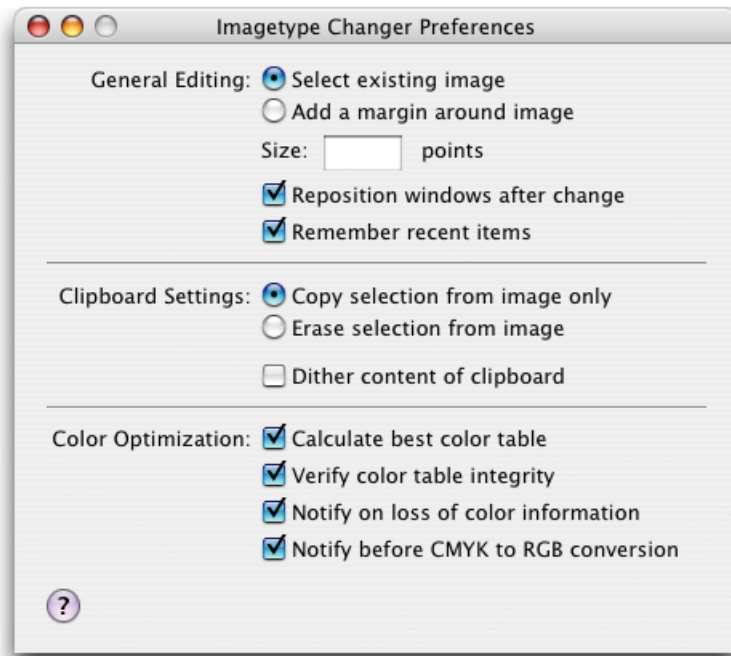 Imagetype Changer Preferences
General Editing: Select existing image
Add a margin around image
Size: points
Reposition windows after change
Remember recent items
Clipboard Settings: Copy selection from image only
Erase selection from image
Dither content of clipboard
Color Optimization: Calculate best color table
Verify color table integrity
Notify on loss of color information
Notify before CMYK to RGB conversion
?